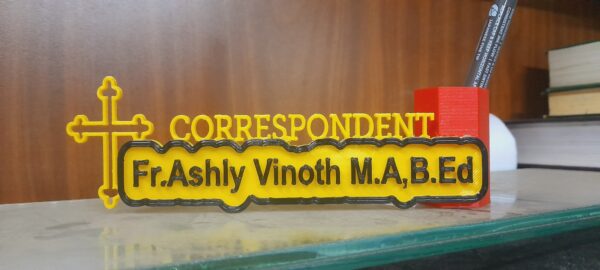 CORRESPONDENT
Fr.Ashly Vinoth M.A,B.Ed